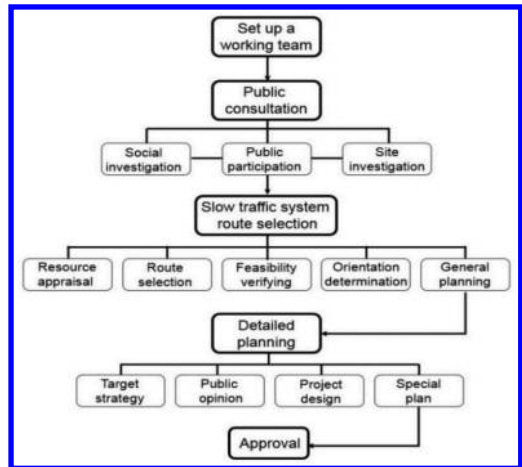 Set up a
working team
Public
consultation
Social
investigation
Public
participation
Site
investigation
Slow traffic system
route selection
Resource
appraisal
Route
selection
Feasibility
verifying
Orientation
determination
General
planning
Detailed
planning
Target
strategy
Public
opinion
Project
design
Special
plan
Approval